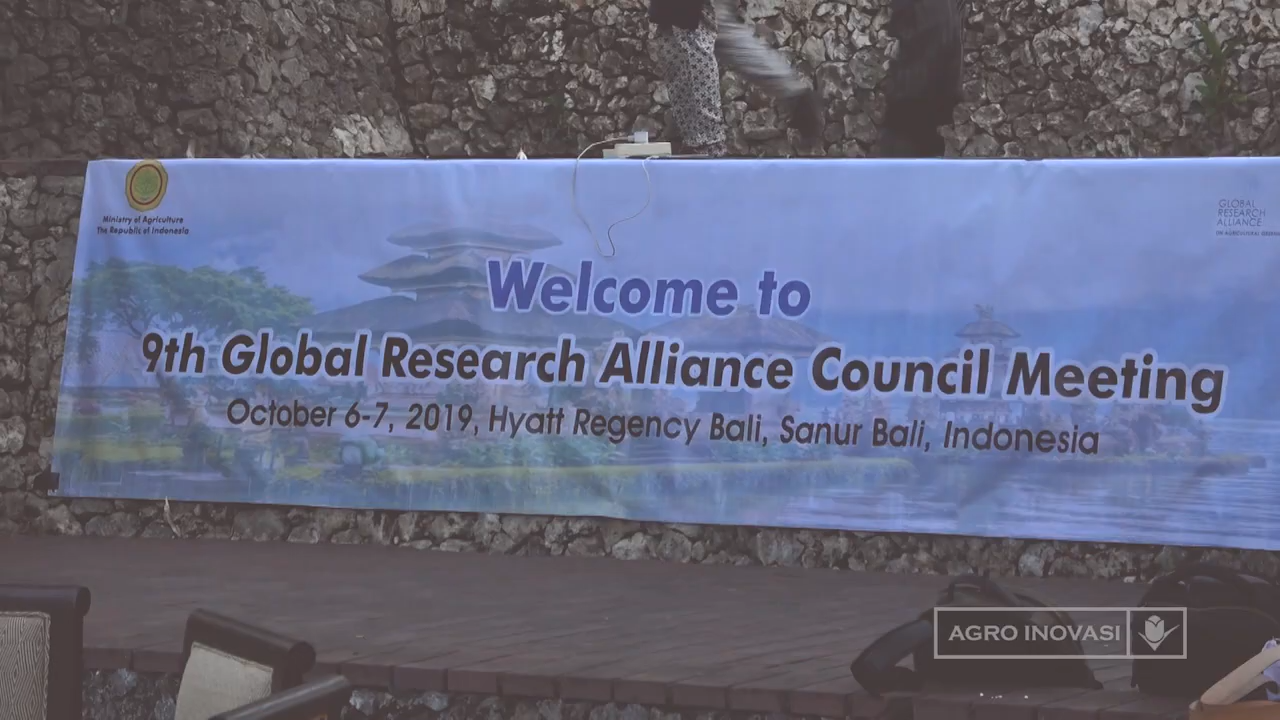 Ministry of Agriculture
The Republic of Indonesia
GLOBAL
RESEARCH
ALLIANCE
Welcome to
9th Global Research Alliance Council Meeting
October 6-7, 2019, Hyatt Regency Bali, Sanur Bali, Indonesia
AGRO INOVASI